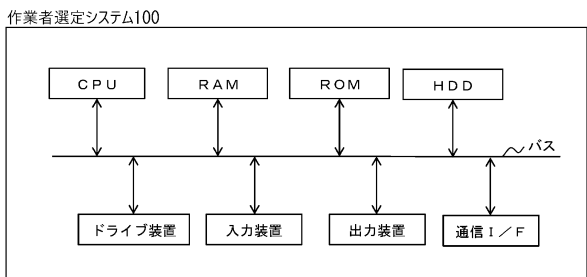 作業者選定システム100
CPU
RAM
ROM
HDD
バス
ドライブ装置
入力装置
出力装置
通信I/F